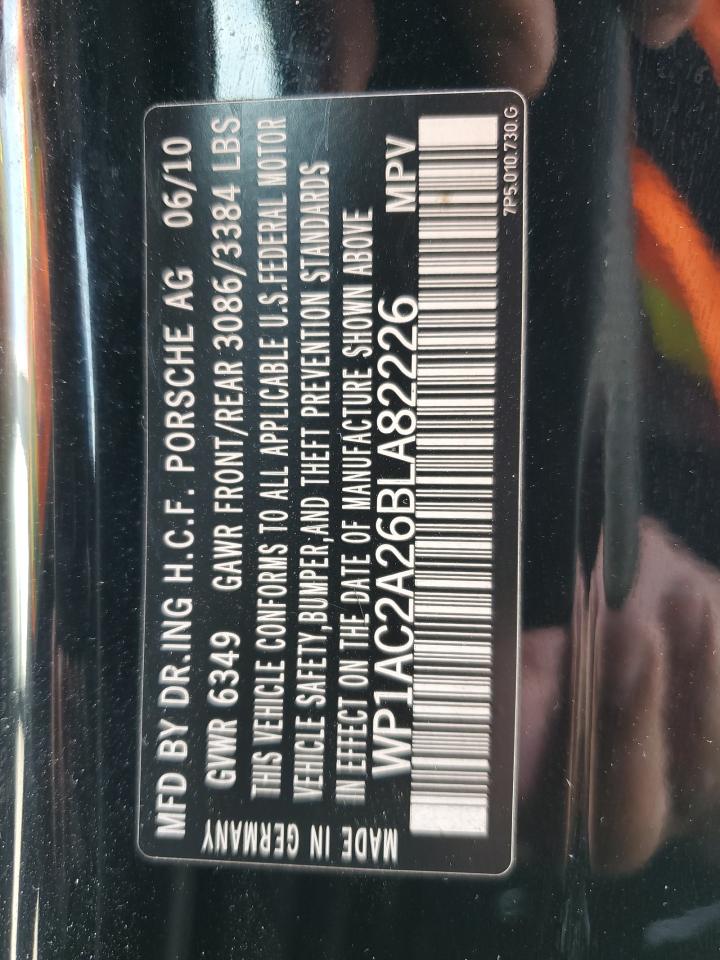 MFD BY DR.ING H.C.F. PORSCHE AG 06/10
GVWR 6349 GAWR FRONT/REAR 3086/3384 LBS
THIS VEHICLE CONFORMS TO ALL APPLICABLE U.S.FEDERAL MOTOR
VEHICLE SAFETY,BUMPER,AND THEFT PREVENTION STANDARDS
IN EFFECT ON THE DATE OF MANUFACTURE SHOWN ABOVE
WP1AC2A26BLA82226 MPV
MADE IN GERMANY
7P5.010.730.G